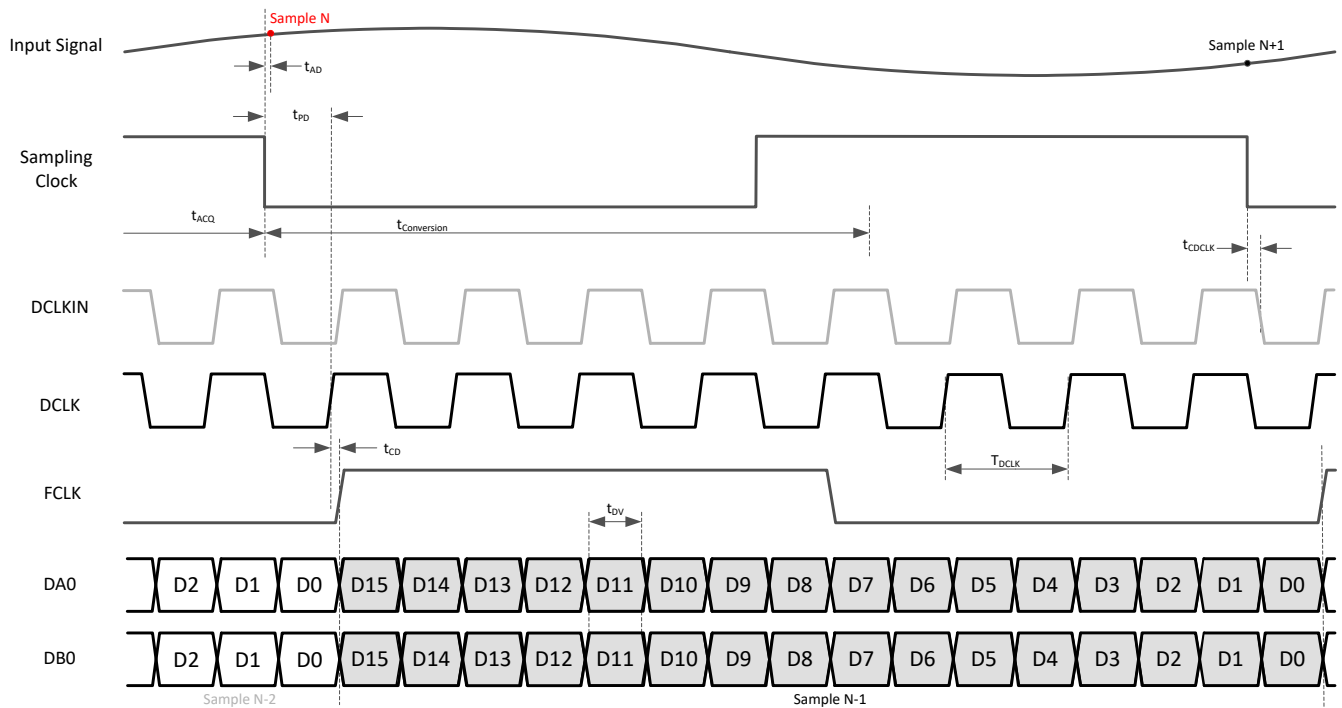 Sample N
Input Signal
Sample N+1
tAD
tPD
Sampling
Clock
tACQ
tConversion
tCDCLK
DCLKIN
DCLK
tCD
TDCLK
FCLK
tDV
DA0 D2 D1 D0 D15 D14 D13 D12 D11 D10 D9 D8 D7 D6 D5 D4 D3 D2 D1 D0
DB0 D2 D1 D0 D15 D14 D13 D12 D11 D10 D9 D8 D7 D6 D5 D4 D3 D2 D1 D0
Sample N-2 Sample N-1